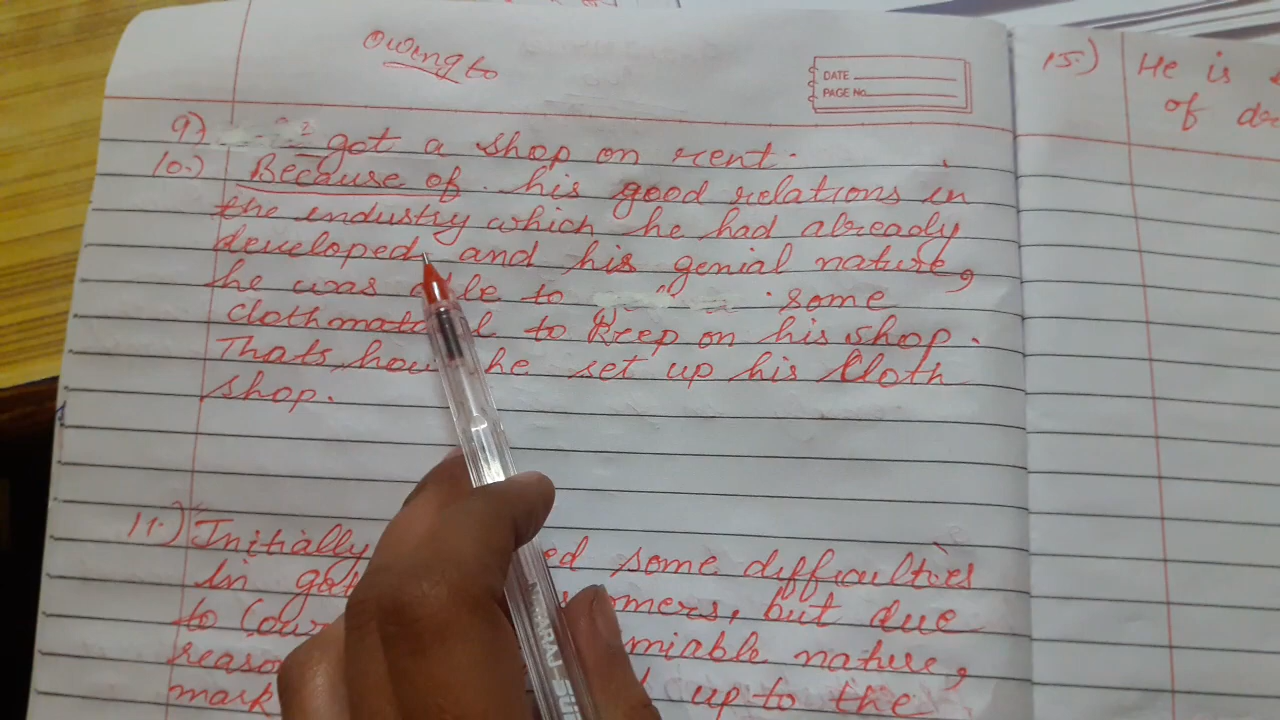 owing to
DATE
PAGE No.
9.) got a shop on rent.
10.) Because of his good relations in
the industry which he had already
developed and his genial nature,
he was to some
cloth to keep on his shop.
Thats he set up his cloth
shop.
11.) Initially some difficulties
in but due
to
nature,
up to the
15.) He is
of
NATARAJ